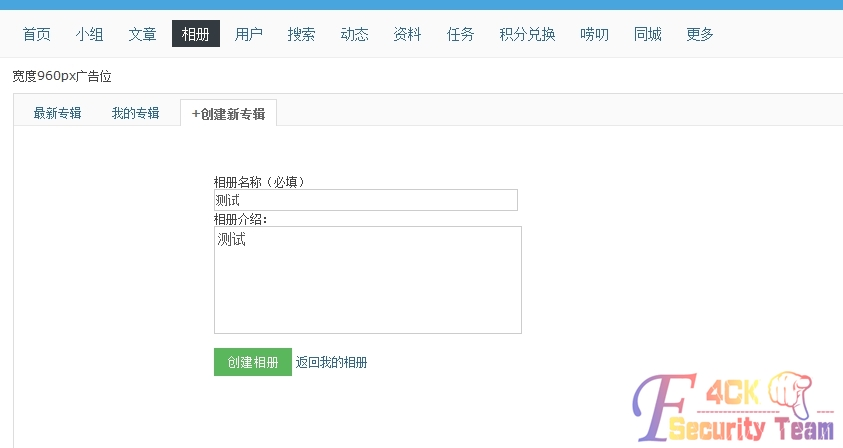 首页 小组 文章 相册 用户 搜索 动态 资料 任务 积分兑换 唠叨 同城 更多
宽度960px广告位
最新专辑 我的专辑 +创建新专辑
相册名称（必填）
测试
相册介绍：
测试
创建相册 返回我的相册
F4CK
Security Team